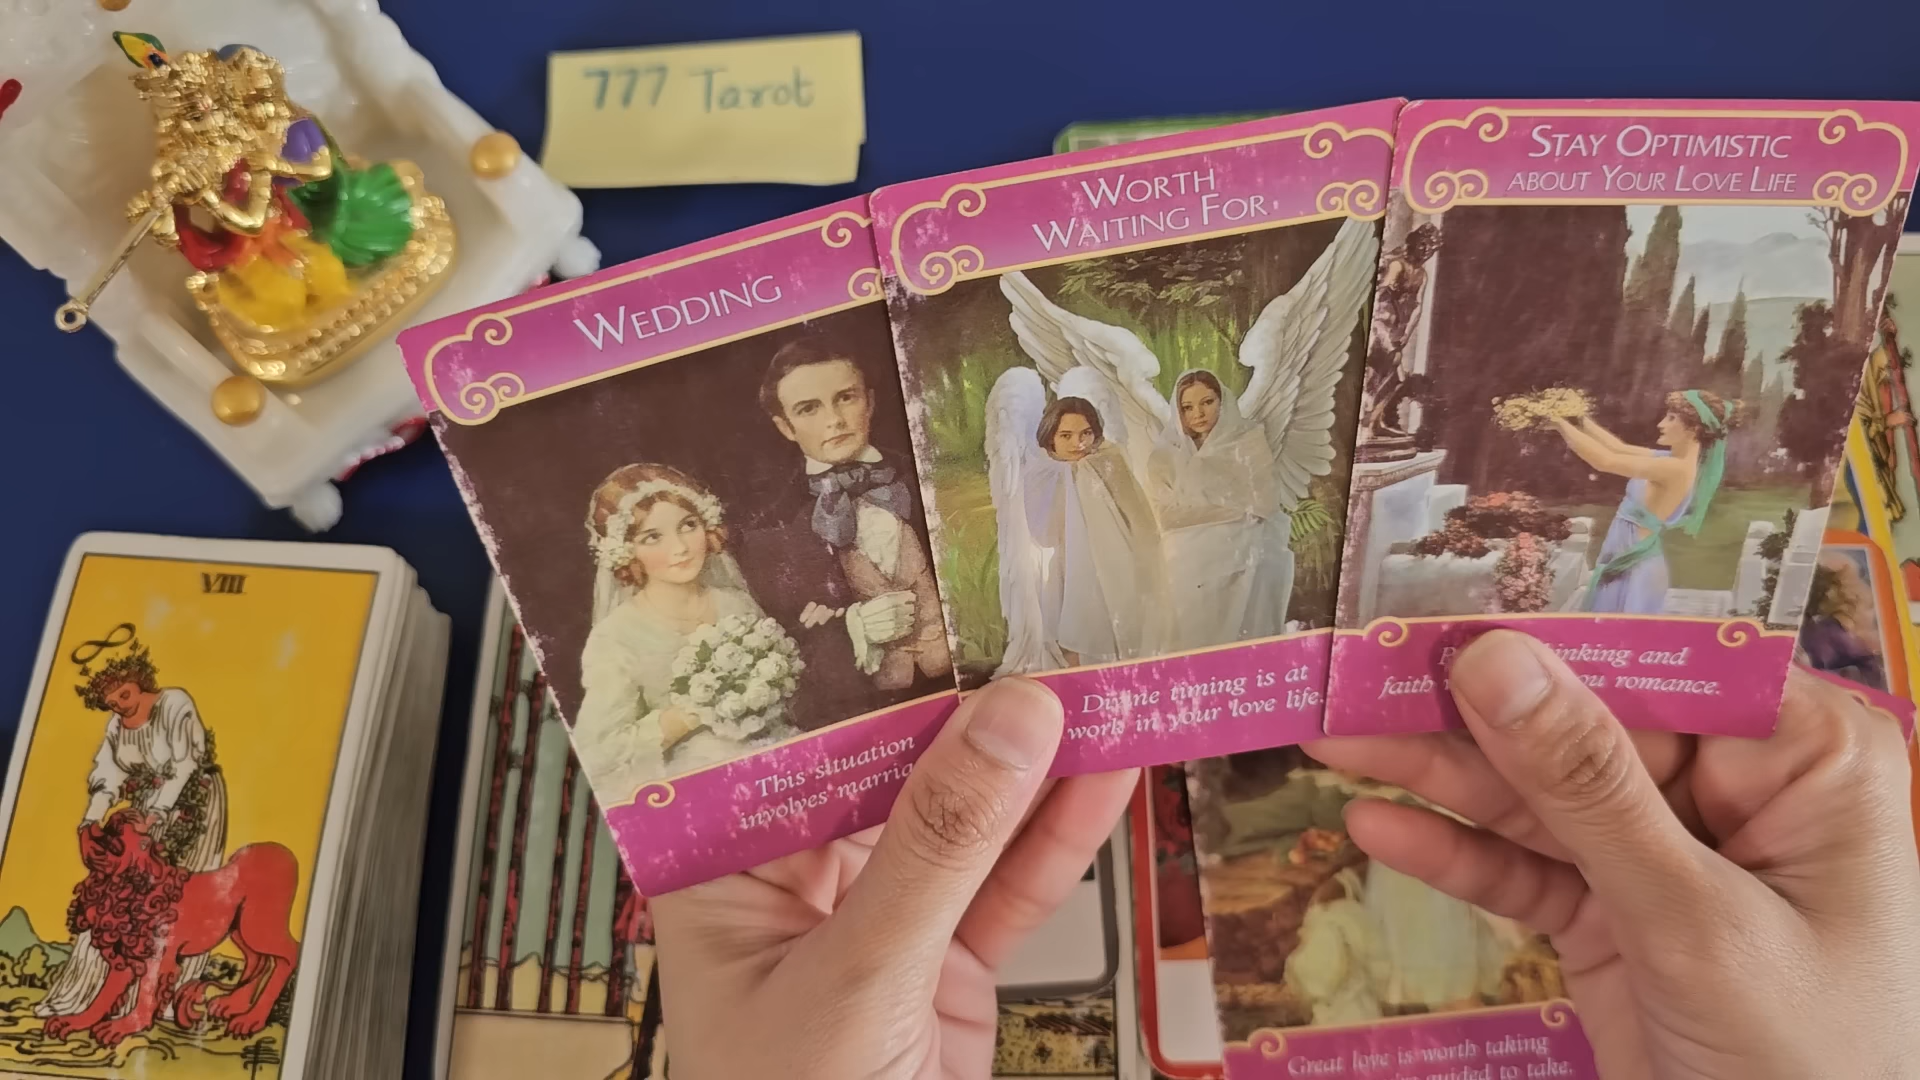 777 Tarot
WEDDING
This situation
involves
WORTH
WAITING FOR
Divine timing is at
work in your love life.
STAY OPTIMISTIC
ABOUT YOUR LOVE LIFE
and
faith
romance.
VIII
Great love is worth taking
guided to take.